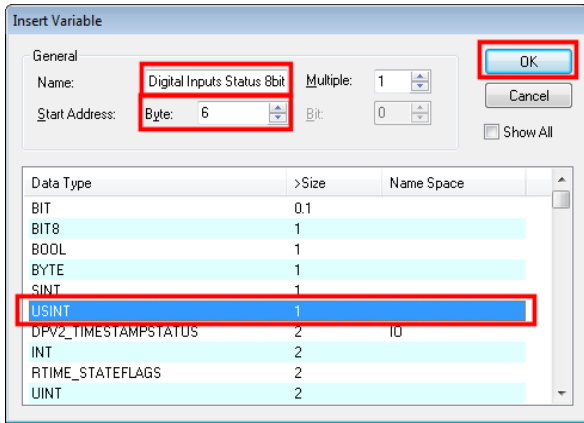 Insert Variable
General
Name: Digital Inputs Status 8bit Multiple: 1
Start Address: Byte: 6 Bit: 0
OK
Cancel
Show All
Data Type >Size Name Space
BIT 0.1
BIT8 1
BOOL 1
BYTE 1
SINT 1
USINT 1
DPV2_TIMESTAMPSTATUS 2 IO
INT 2
RTIME_STATEFLAGS 2
UINT 2